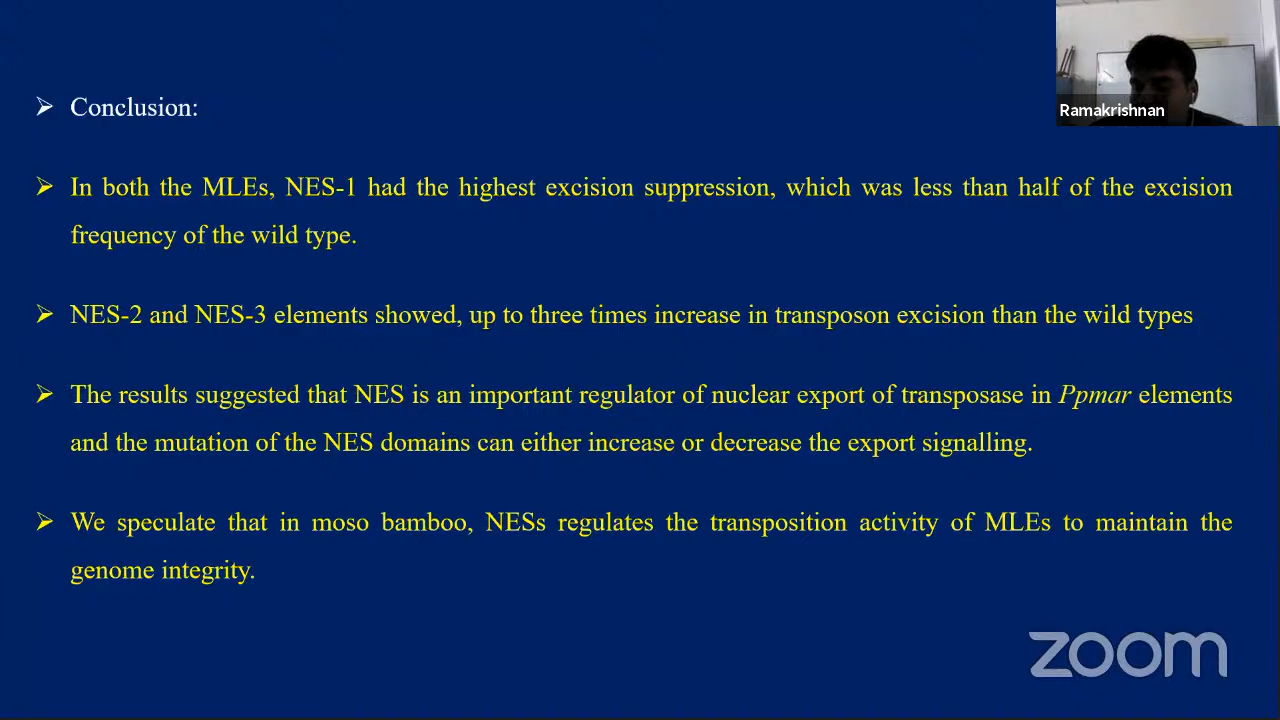 Conclusion:
In both the MLEs, NES-1 had the highest excision suppression, which was less than half of the excision
frequency of the wild type.
NES-2 and NES-3 elements showed, up to three times increase in transposon excision than the wild types
The results suggested that NES is an important regulator of nuclear export of transposase in Ppmar elements
and the mutation of the NES domains can either increase or decrease the export signalling.
We speculate that in moso bamboo, NESs regulates the transposition activity of MLEs to maintain the
genome integrity.
Ramakrishnan
zoom